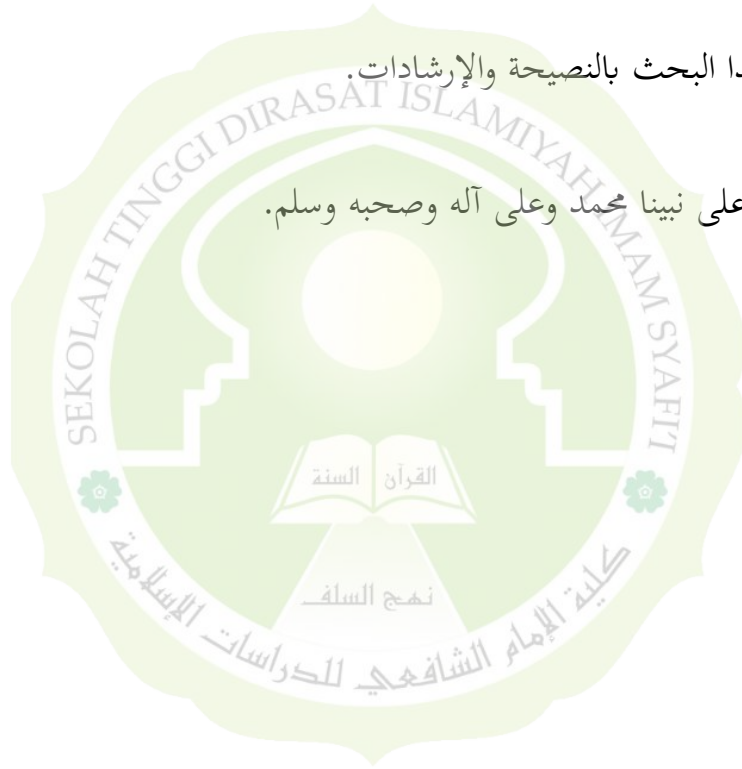 ذا البحث بالنصيحة والإرشادات.
على نبينا محمد وعلى آله وصحبه وسلم.
SEKOLAH TINGGI DIRASAT ISLAMIYAH IMAM SYAFI'I
القرآن السنة
نهج السلف
كلية الإمام الشافعي للدراسات الإسلامية